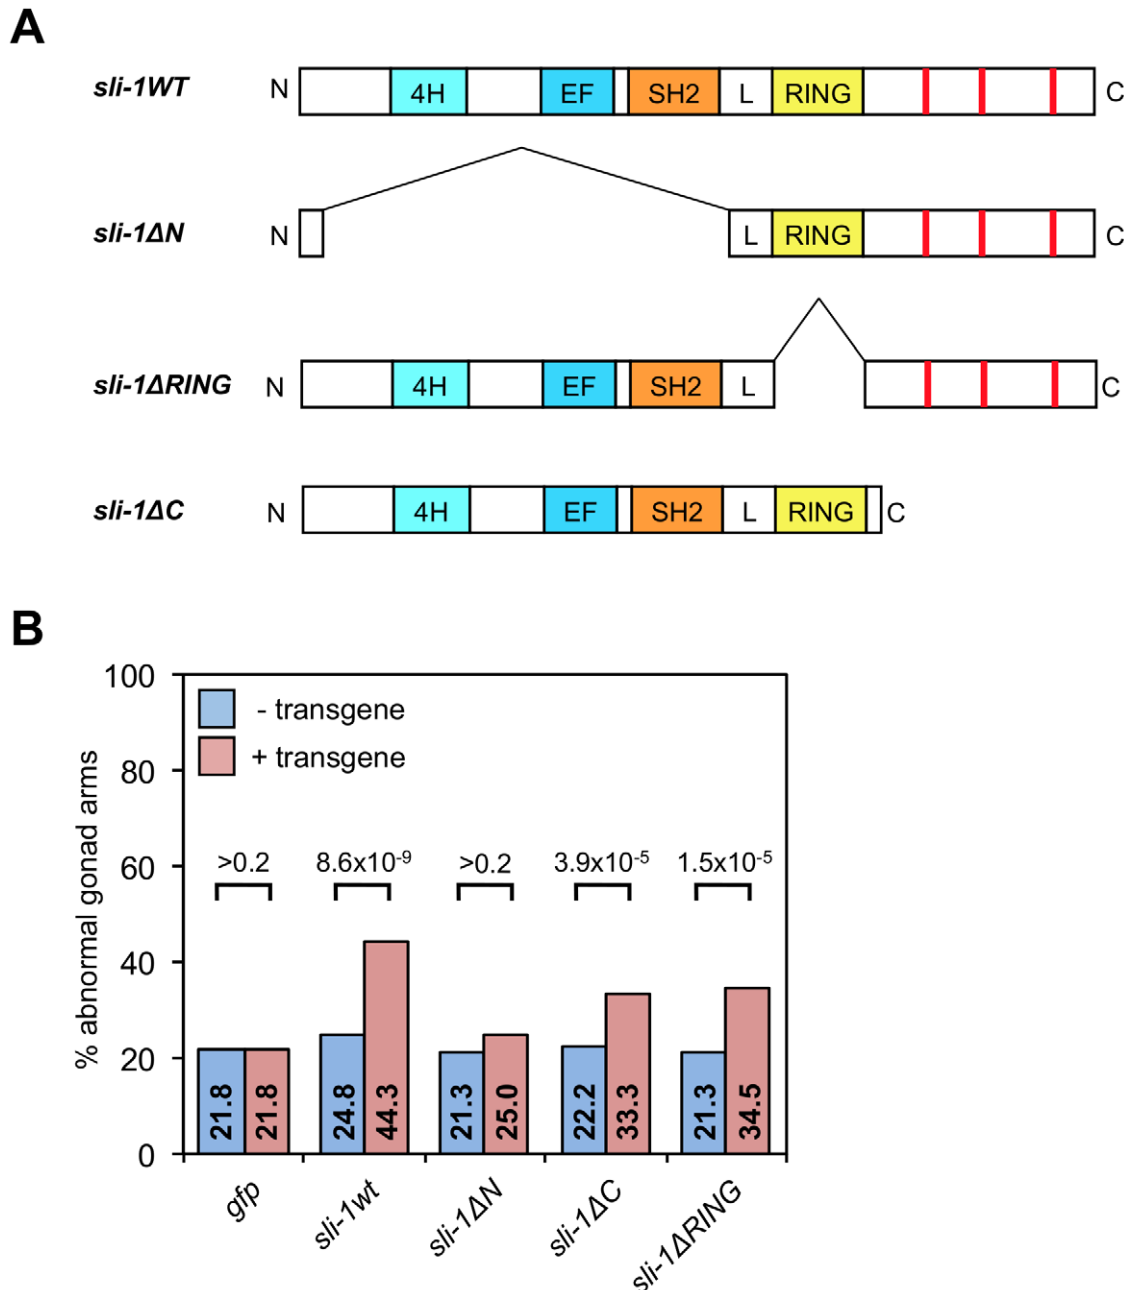 A
sli-1WT N 4H EF SH2 L RING C
sli-1ΔN N L RING C
sli-1ΔRING N 4H EF SH2 L C
sli-1ΔC N 4H EF SH2 L RING C
B
% abnormal gonad arms
100
80
60
40
20
0
- transgene
+ transgene
>0.2 8.6x10⁻⁹ >0.2 3.9x10⁻⁵ 1.5x10⁻⁵
21.8 21.8 24.8 44.3 21.3 25.0 22.2 33.3 21.3 34.5
gfp sli-1wt sli-1ΔN sli-1ΔC sli-1ΔRING